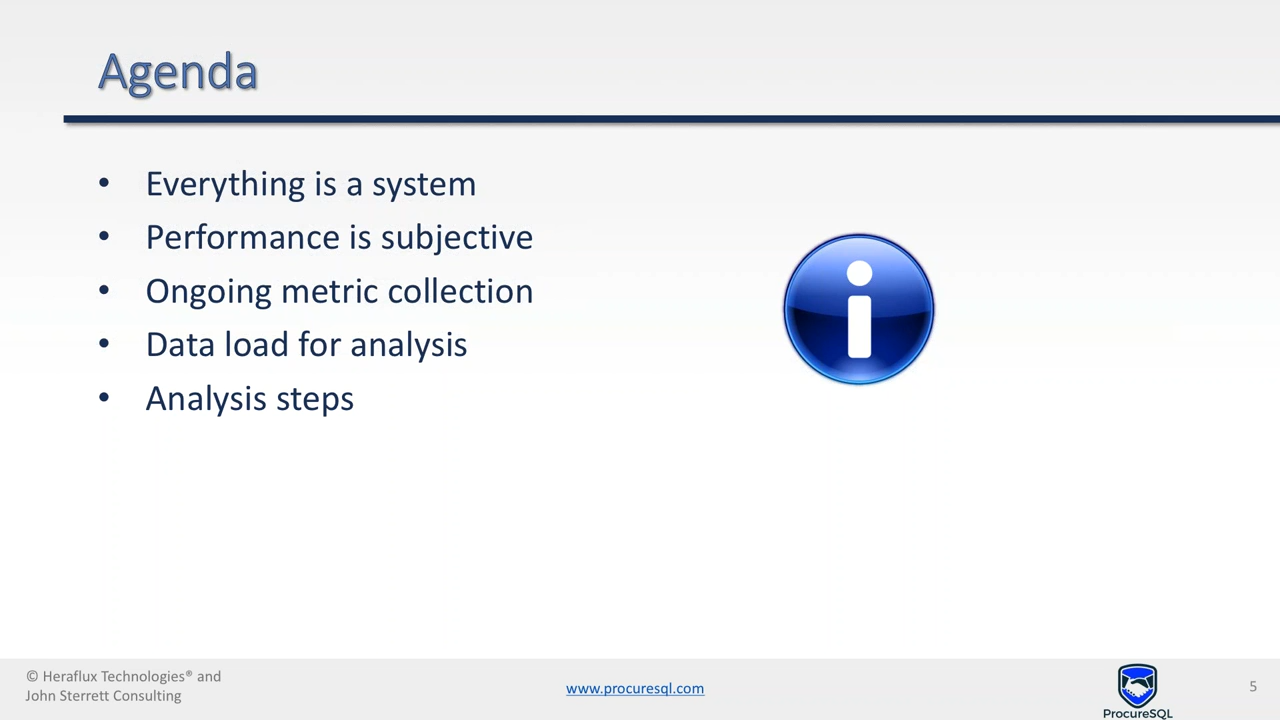 Agenda
• Everything is a system
• Performance is subjective
• Ongoing metric collection
• Data load for analysis
• Analysis steps
© Heraflux Technologies® and
John Sterrett Consulting
www.procuresql.com
ProcureSQL
5